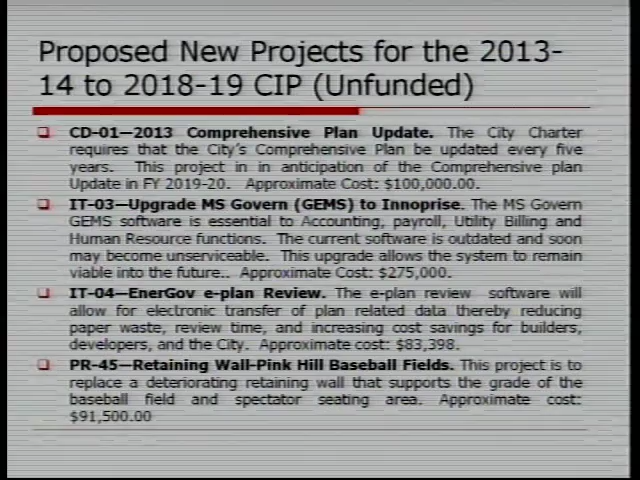 Proposed New Projects for the 2013-
14 to 2018-19 CIP (Unfunded)
CD-01—2013 Comprehensive Plan Update. The City Charter
requires that the City's Comprehensive Plan be updated every five
years. This project in in anticipation of the Comprehensive plan
Update in FY 2019-20. Approximate Cost: $100,000.00.
IT-03—Upgrade MS Govern (GEMS) to Innoprise. The MS Govern
GEMS software is essential to Accounting, payroll, Utility Billing and
Human Resource functions. The current software is outdated and soon
may become unserviceable. This upgrade allows the system to remain
viable into the future.. Approximate Cost: $275,000.
IT-04—EnerGov e-plan Review. The e-plan review software will
allow for electronic transfer of plan related data thereby reducing
paper waste, review time, and increasing cost savings for builders,
developers, and the City. Approximate cost: $83,398.
PR-45—Retaining Wall-Pink Hill Baseball Fields. This project is to
replace a deteriorating retaining wall that supports the grade of the
baseball field and spectator seating area. Approximate cost:
$91,500.00